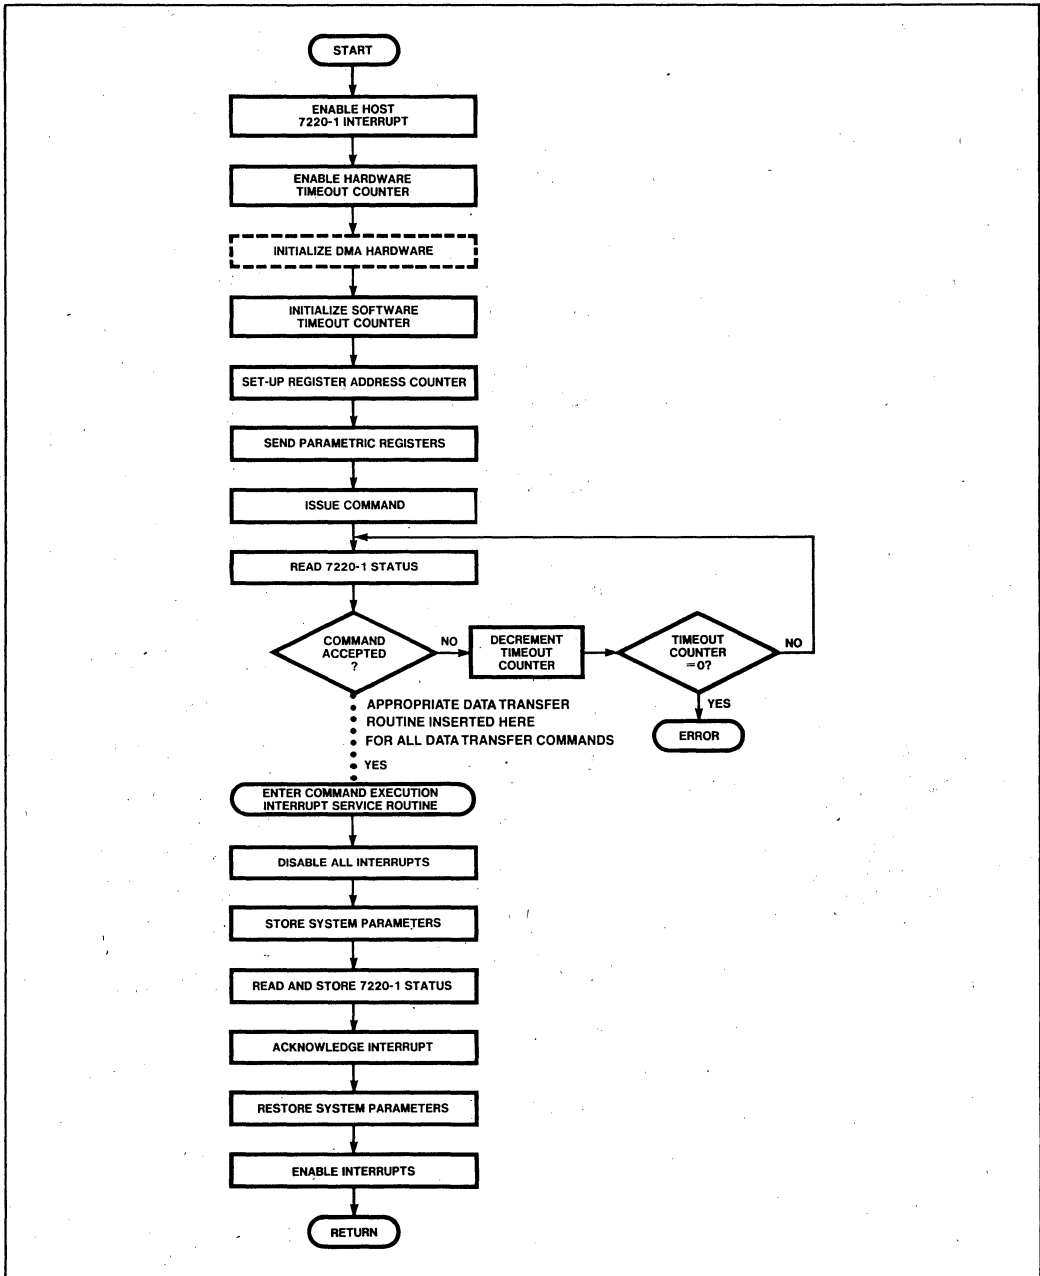 START
ENABLE HOST
7220-1 INTERRUPT
ENABLE HARDWARE
TIMEOUT COUNTER
INITIALIZE DMA HARDWARE
INITIALIZE SOFTWARE
TIMEOUT COUNTER
SET-UP REGISTER ADDRESS COUNTER
SEND PARAMETRIC REGISTERS
ISSUE COMMAND
READ 7220-1 STATUS
COMMAND
ACCEPTED
?
NO
DECREMENT
TIMEOUT
COUNTER
TIMEOUT
COUNTER
=0?
NO
YES
ERROR
APPROPRIATE DATA TRANSFER
ROUTINE INSERTED HERE
FOR ALL DATA TRANSFER COMMANDS
YES
ENTER COMMAND EXECUTION
INTERRUPT SERVICE ROUTINE
DISABLE ALL INTERRUPTS
STORE SYSTEM PARAMETERS
READ AND STORE 7220-1 STATUS
ACKNOWLEDGE INTERRUPT
RESTORE SYSTEM PARAMETERS
ENABLE INTERRUPTS
RETURN